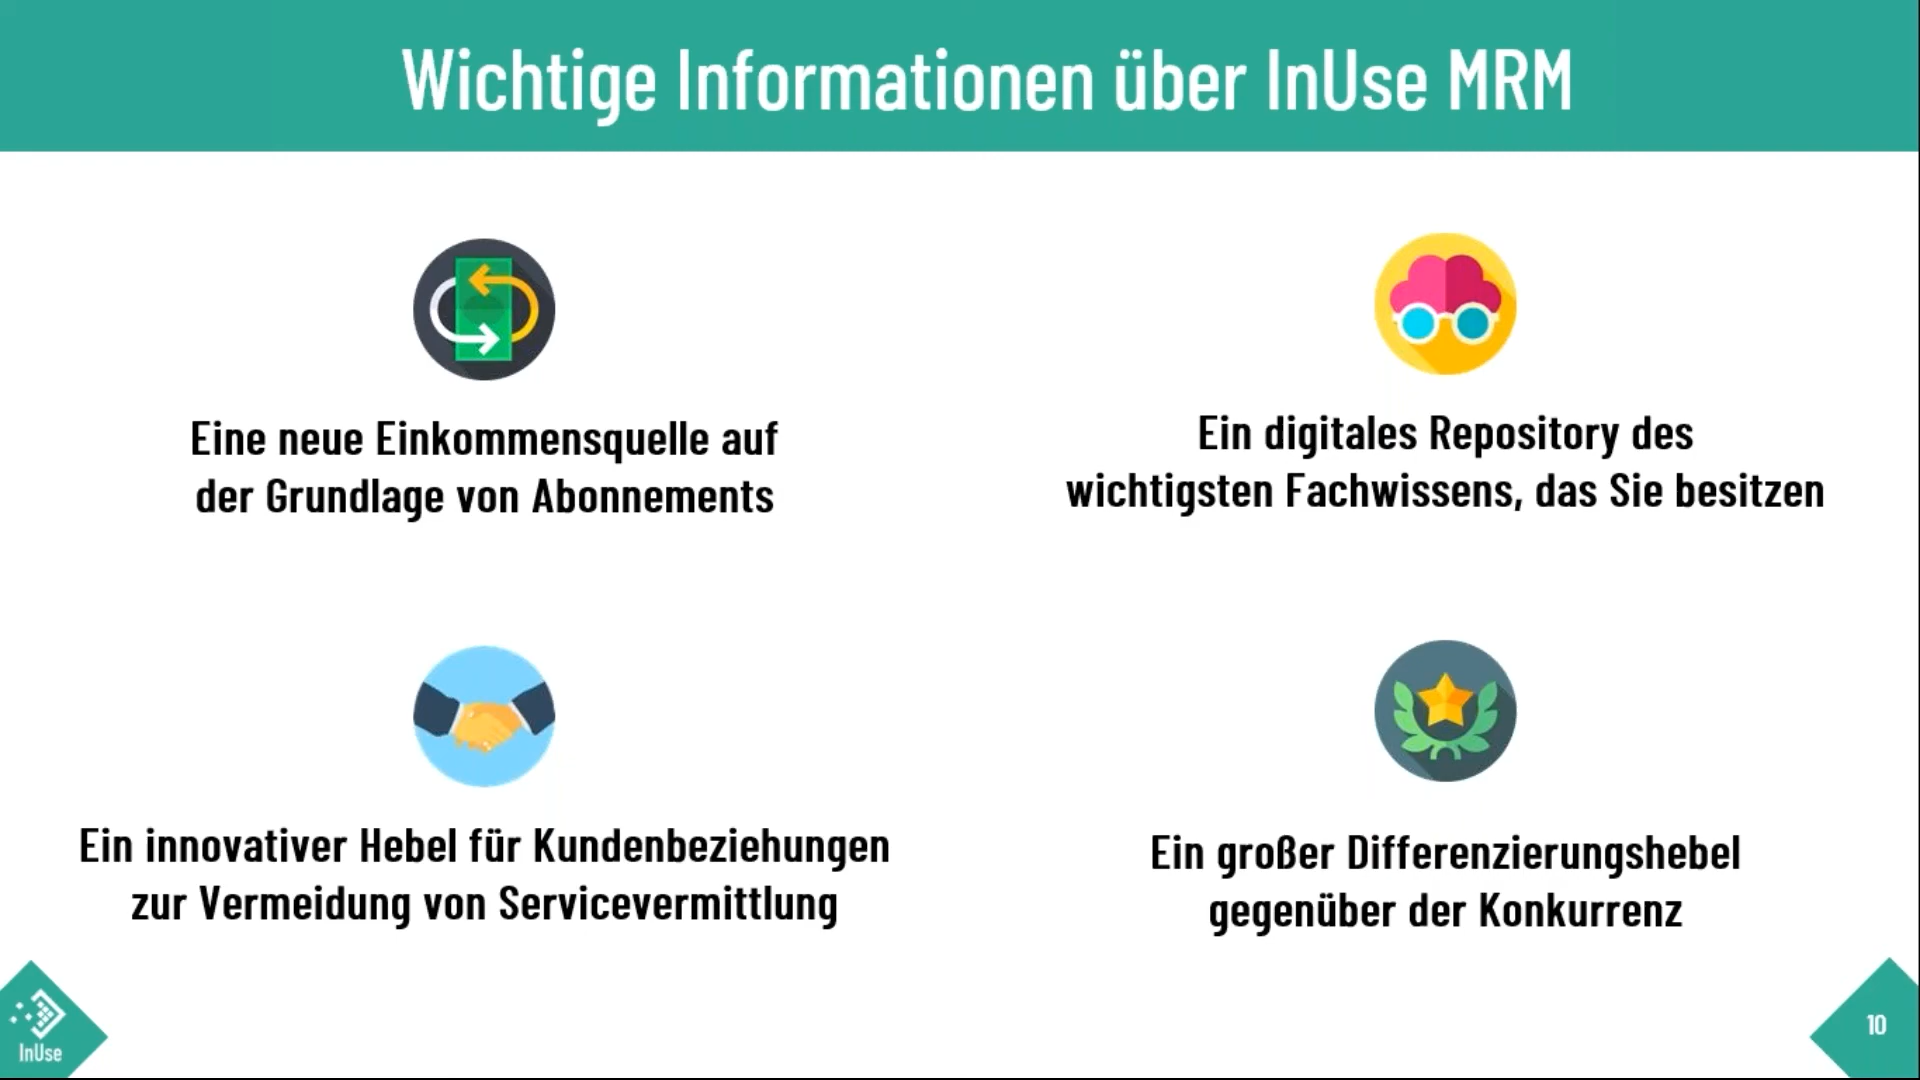 Wichtige Informationen über InUse MRM
Eine neue Einkommensquelle auf
der Grundlage von Abonnements
Ein digitales Repository des
wichtigsten Fachwissens, das Sie besitzen
Ein innovativer Hebel für Kundenbeziehungen
zur Vermeidung von Servicevermittlung
Ein großer Differenzierungshebel
gegenüber der Konkurrenz
InUse
10